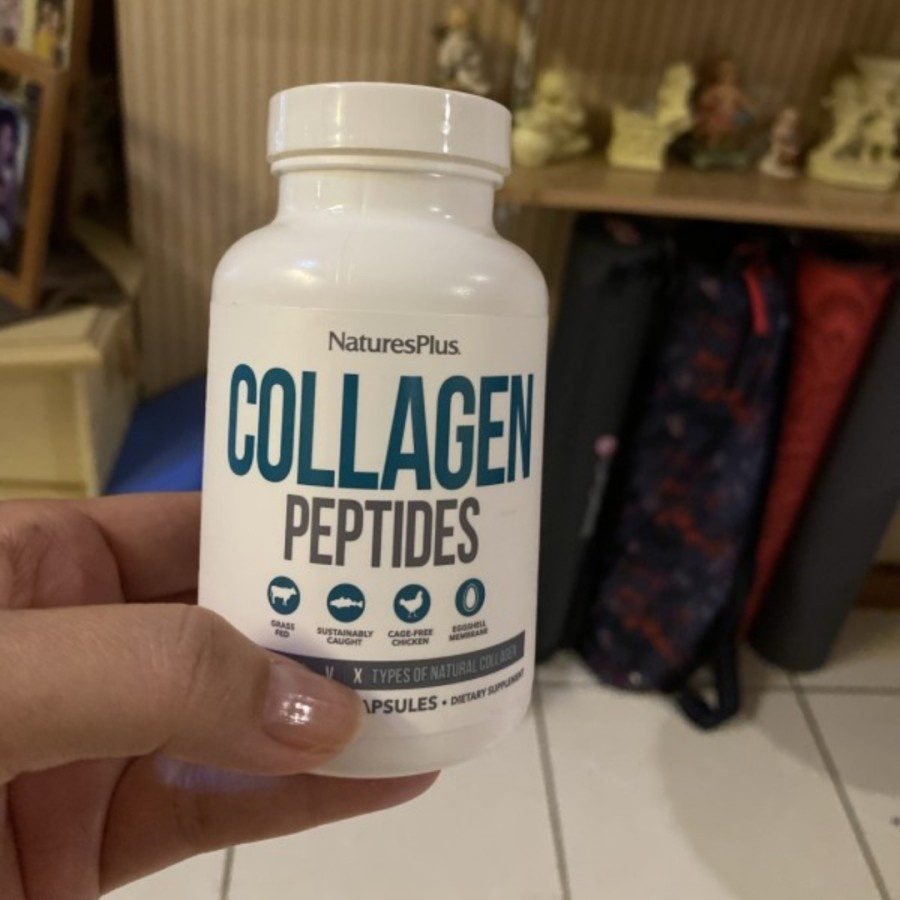 NaturesPlus.
COLLAGEN
PEPTIDES
GRASS FED
SUSTAINABLY CAUGHT
CAGE-FREE CHICKEN
EGGSHELL MEMBRANE
V | X TYPES OF NATURAL COLLAGEN
APSULES • DIETARY SUPPLEMENT